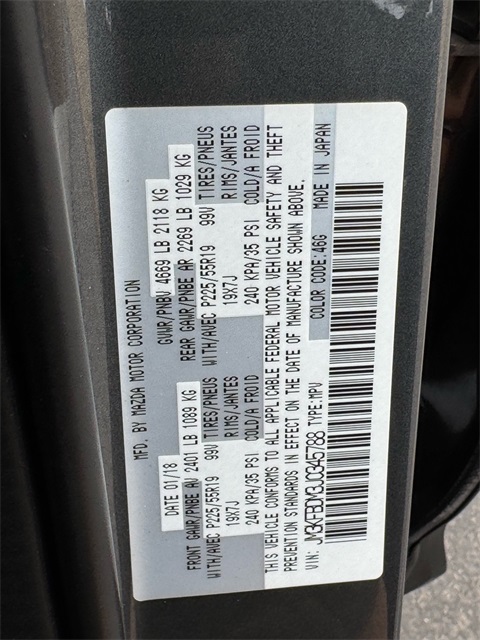 MFD. BY MAZDA MOTOR CORPORATION
DATE 01/18 GVWR/PNBV 4669 LB 2118 KG
FRONT GAWR/PNBE AV 2401 LB 1089 KG REAR GAWR/PNBE AR 2269 LB 1029 KG
WITH/AVEC P225/55R19 99V TIRES/PNEUS WITH/AVEC P225/55R19 99V TIRES/PNEUS
19X7J RIMS/JANTES 19X7J RIMS/JANTES
240 KPA/35 PSI COLD/A FROID 240 KPA/35 PSI COLD/A FROID
THIS VEHICLE CONFORMS TO ALL APPLICABLE FEDERAL MOTOR VEHICLE SAFETY AND THEFT
PREVENTION STANDARDS IN EFFECT ON THE DATE OF MANUFACTURE SHOWN ABOVE.
VIN: JM3KFBDM3J0345788 TYPE:MPV COLOR CODE:46G MADE IN JAPAN